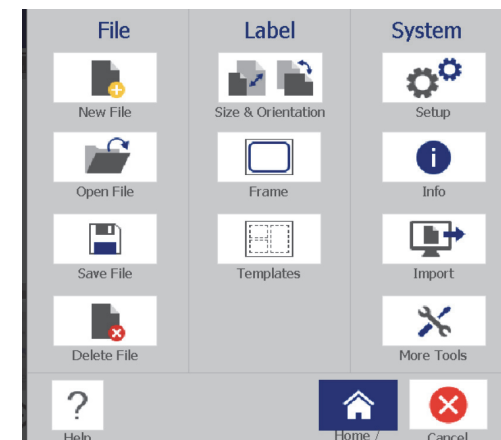 File
Label
System
New File
Size & Orientation
Setup
Open File
Frame
Info
Save File
Templates
Import
Delete File
More Tools
Help
Home /
Cancel